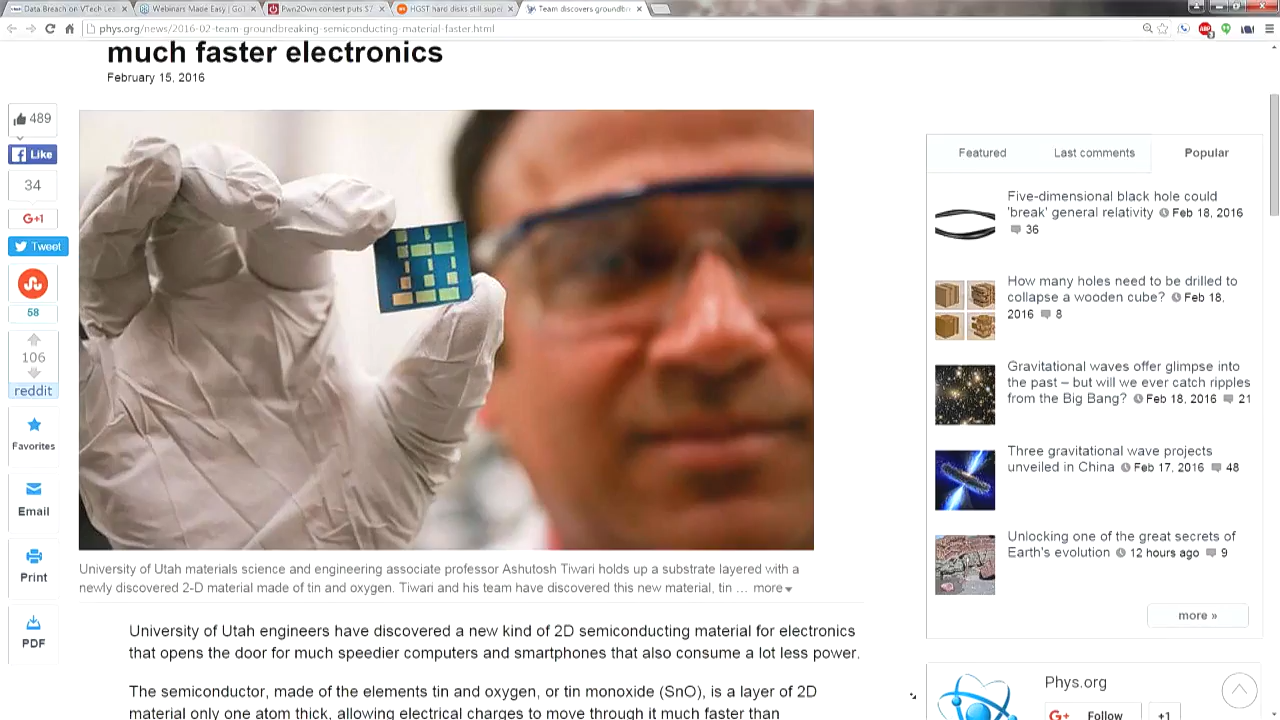 Data Breach on VTech Lea
Webinars Made Easy | GoT
Pwn2Own contest puts $7
HGST hard disks still super
Team discovers groundbr
phys.org/news/2016-02-team-groundbreaking-semiconducting-material-faster.html
much faster electronics
February 15, 2016
489
Like
34
G+1
Tweet
58
106
reddit
Favorites
Email
Print
PDF
University of Utah materials science and engineering associate professor Ashutosh Tiwari holds up a substrate layered with a
newly discovered 2-D material made of tin and oxygen. Tiwari and his team have discovered this new material, tin … more
University of Utah engineers have discovered a new kind of 2D semiconducting material for electronics
that opens the door for much speedier computers and smartphones that also consume a lot less power.
The semiconductor, made of the elements tin and oxygen, or tin monoxide (SnO), is a layer of 2D
material only one atom thick, allowing electrical charges to move through it much faster than
Featured Last comments Popular
Five-dimensional black hole could
'break' general relativity Feb 18, 2016
36
How many holes need to be drilled to
collapse a wooden cube? Feb 18,
2016 8
Gravitational waves offer glimpse into
the past – but will we ever catch ripples
from the Big Bang? Feb 18, 2016 21
Three gravitational wave projects
unveiled in China Feb 17, 2016 48
Unlocking one of the great secrets of
Earth's evolution 12 hours ago 9
more »
Phys.org
G+ Follow +1